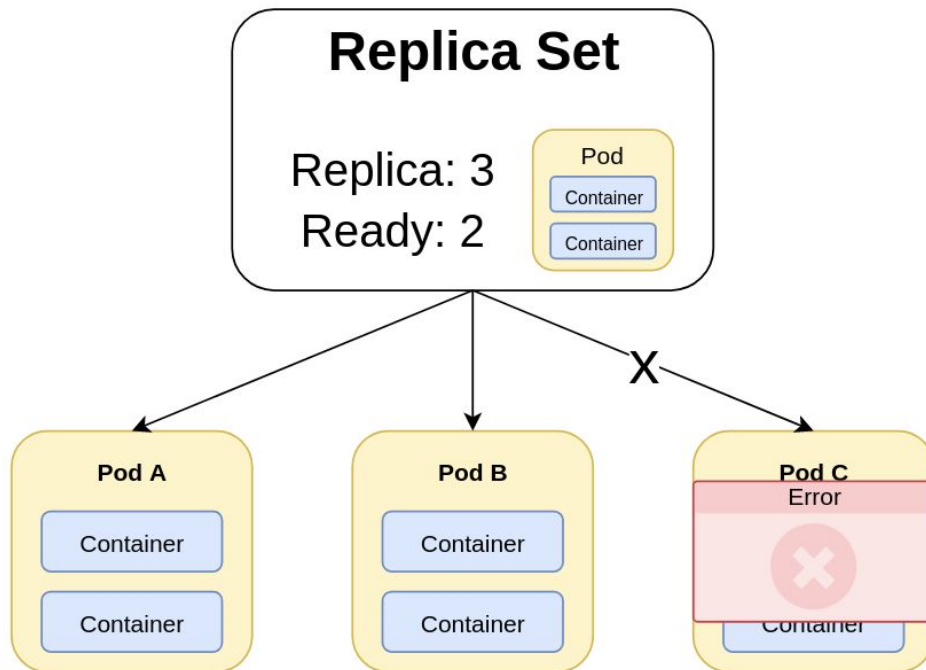 Replica Set
Replica: 3
Ready: 2
Pod
Container
Container
X
Pod A
Container
Container
Pod B
Container
Container
Pod C
Error
Container